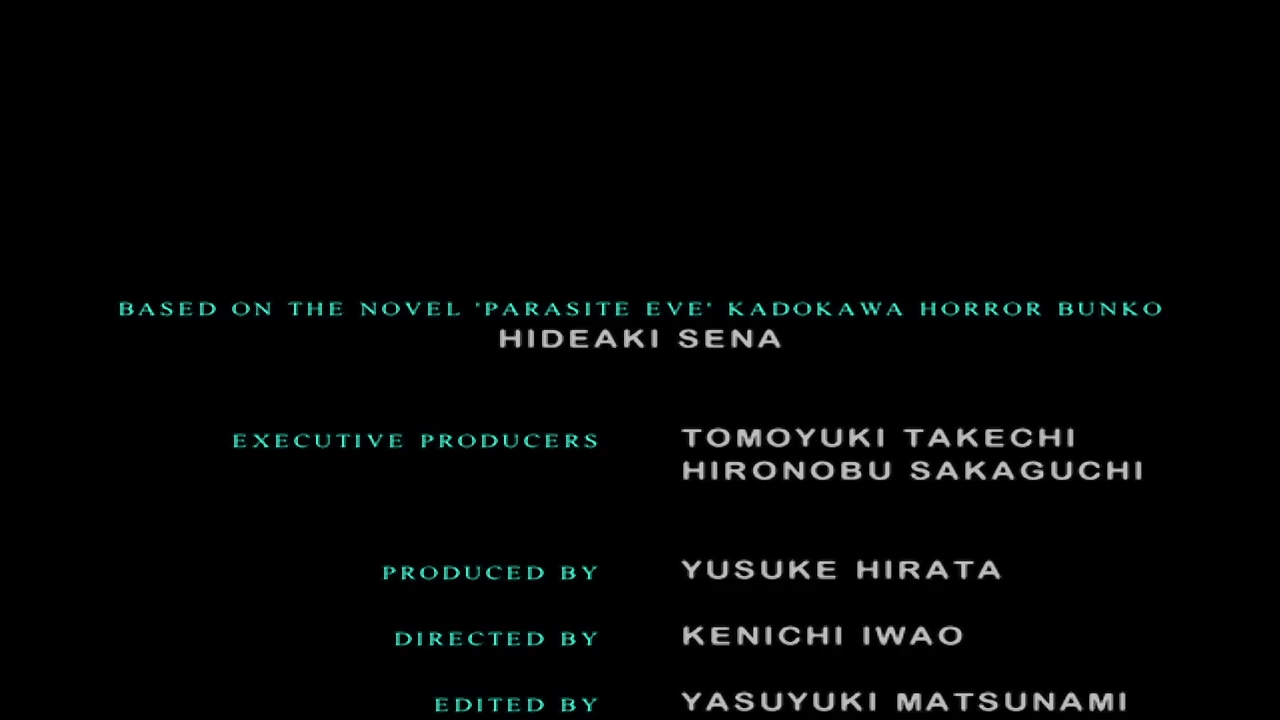 BASED ON THE NOVEL 'PARASITE EVE' KADOKAWA HORROR BUNKO
HIDEAKI SENA
EXECUTIVE PRODUCERS TOMOYUKI TAKECHI
HIRONOBU SAKAGUCHI
PRODUCED BY YUSUKE HIRATA
DIRECTED BY KENICHI IWAO
EDITED BY YASUYUKI MATSUNAMI